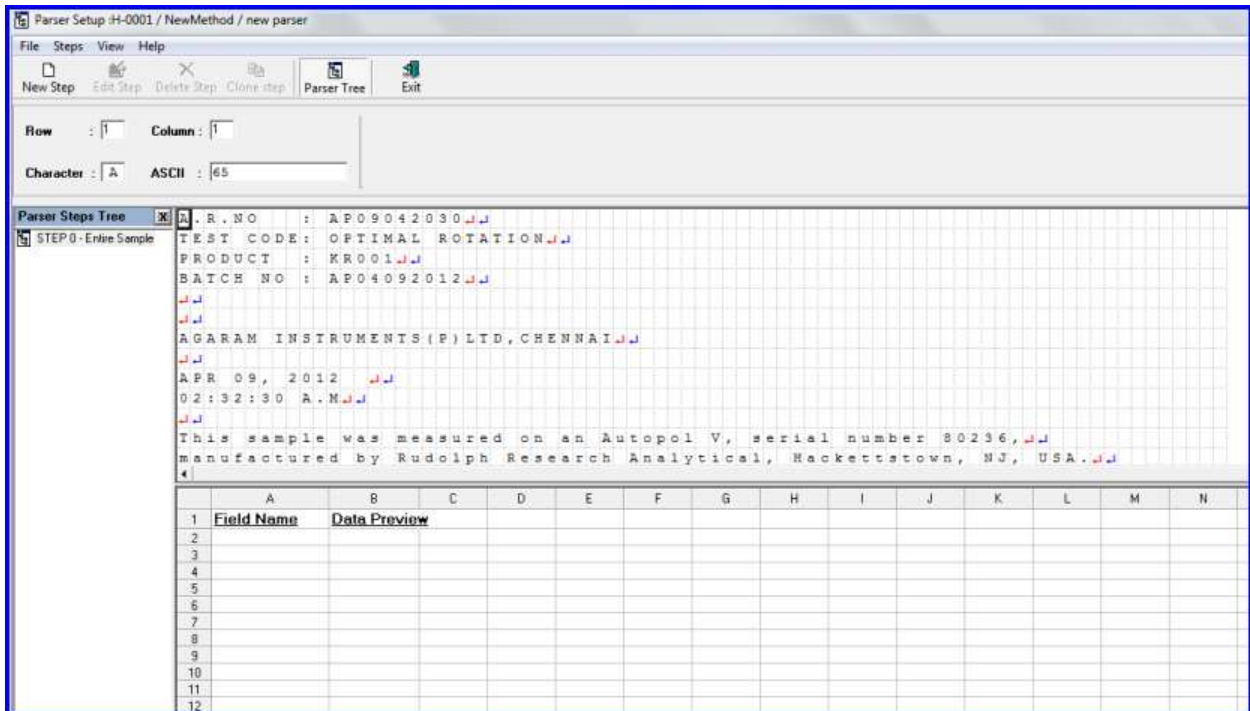 Parser Setup :H-0001 / NewMethod / new parser
File Steps View Help
New Step Edit Step Delete Step Clone step Parser Tree Exit
Row : 1 Column : 1
Character : A ASCII : 65
Parser Steps Tree X
STEP 0 - Entire Sample
A.R.NO : AP09042030
TEST CODE: OPTIMAL ROTATION
PRODUCT : KR001
BATCH NO : AP04092012
AGARAM INSTRUMENTS(P)LTD,CHENNAI
APR 09, 2012
02:32:30 A.M
This sample was measured on an Autopol V, serial number 80236,
manufactured by Rudolph Research Analytical, Hackettstown, NJ, USA.
A B C D E F G H I J K L M N
1 Field Name Data Preview
2
3
4
5
6
7
8
9
10
11
12